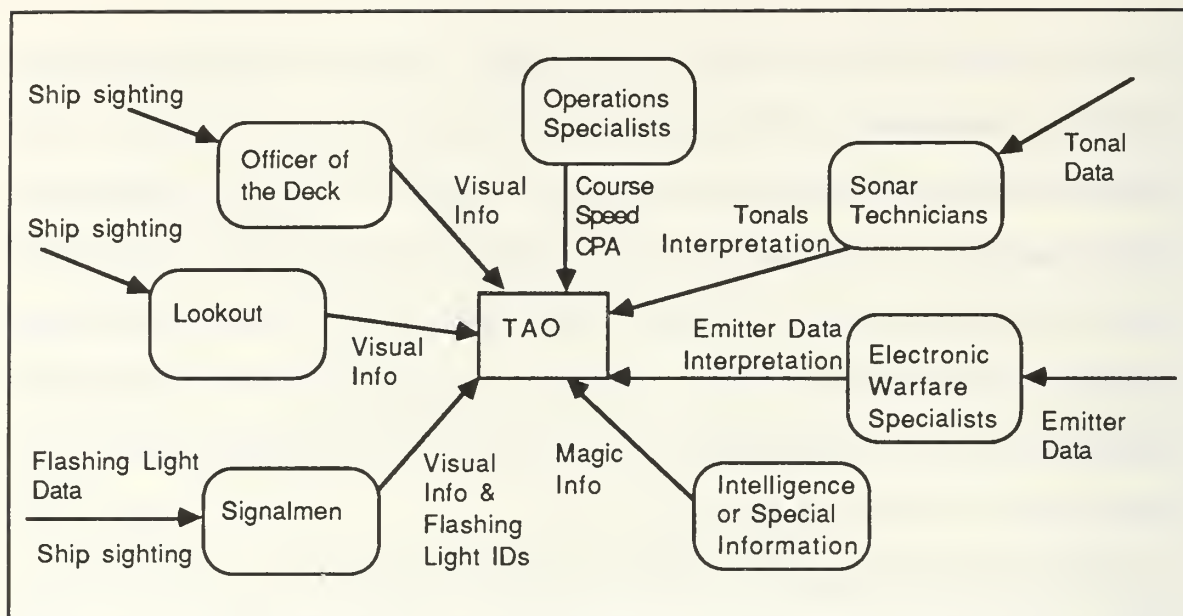 Ship sighting
Officer of
the Deck
Visual
Info
Operations
Specialists
Course
Speed
CPA
Tonal
Data
Sonar
Technicians
Tonals
Interpretation
Ship sighting
Lookout
Visual
Info
TAO
Emitter Data
Interpretation
Electronic
Warfare
Specialists
Emitter
Data
Flashing Light
Data
Ship sighting
Signalmen
Visual
Info &
Flashing
Light IDs
Magic
Info
Intelligence
or Special
Information